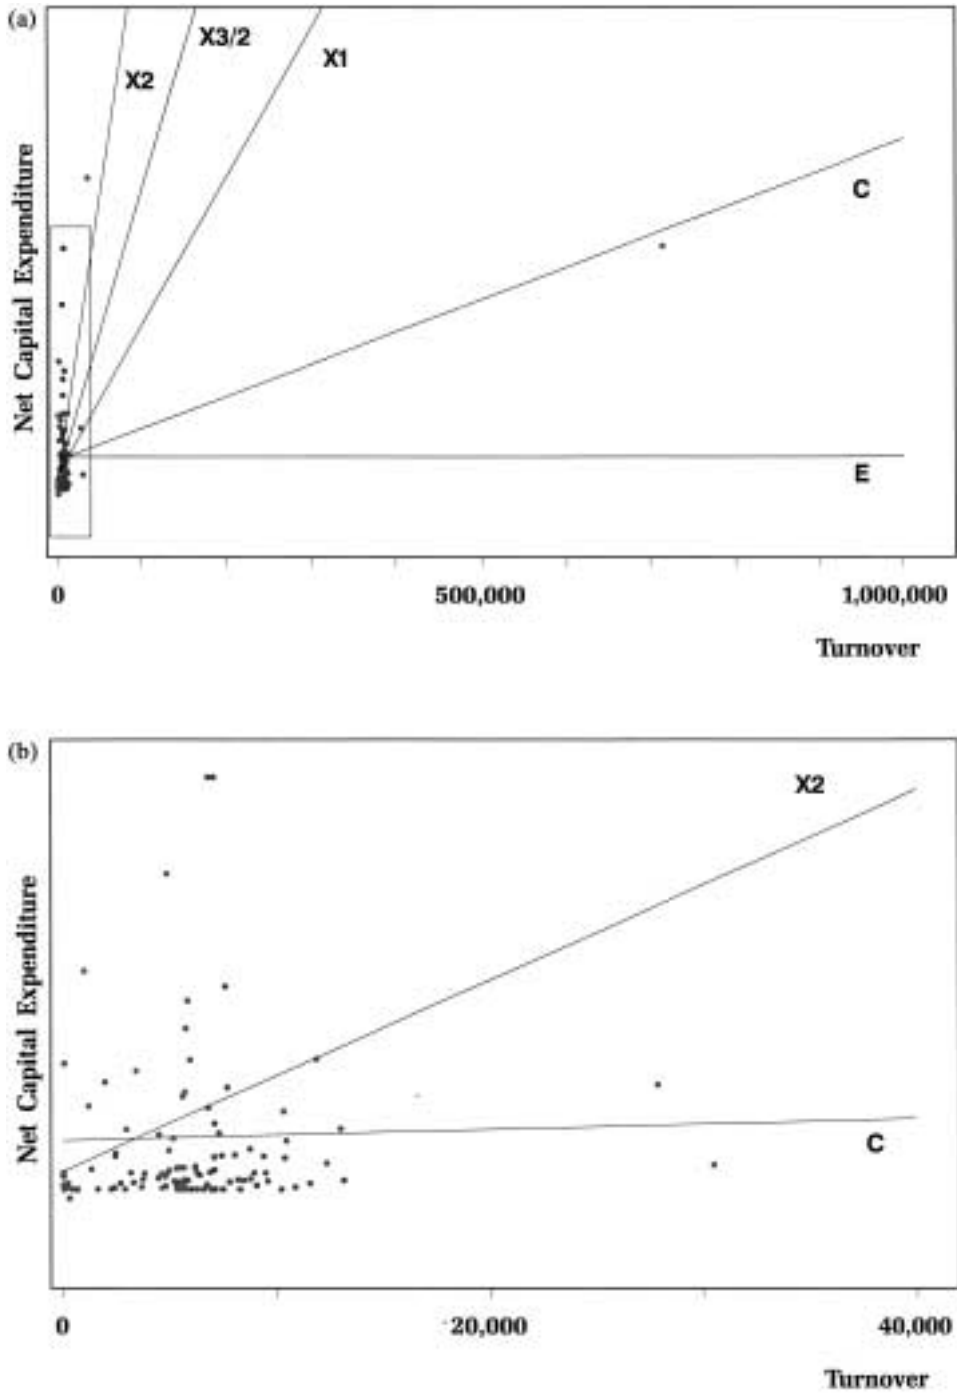 (a)
X2
X3/2
X1
C
E
Net Capital Expenditure
0 500,000 1,000,000
Turnover
(b)
X2
C
Net Capital Expenditure
0 20,000 40,000
Turnover